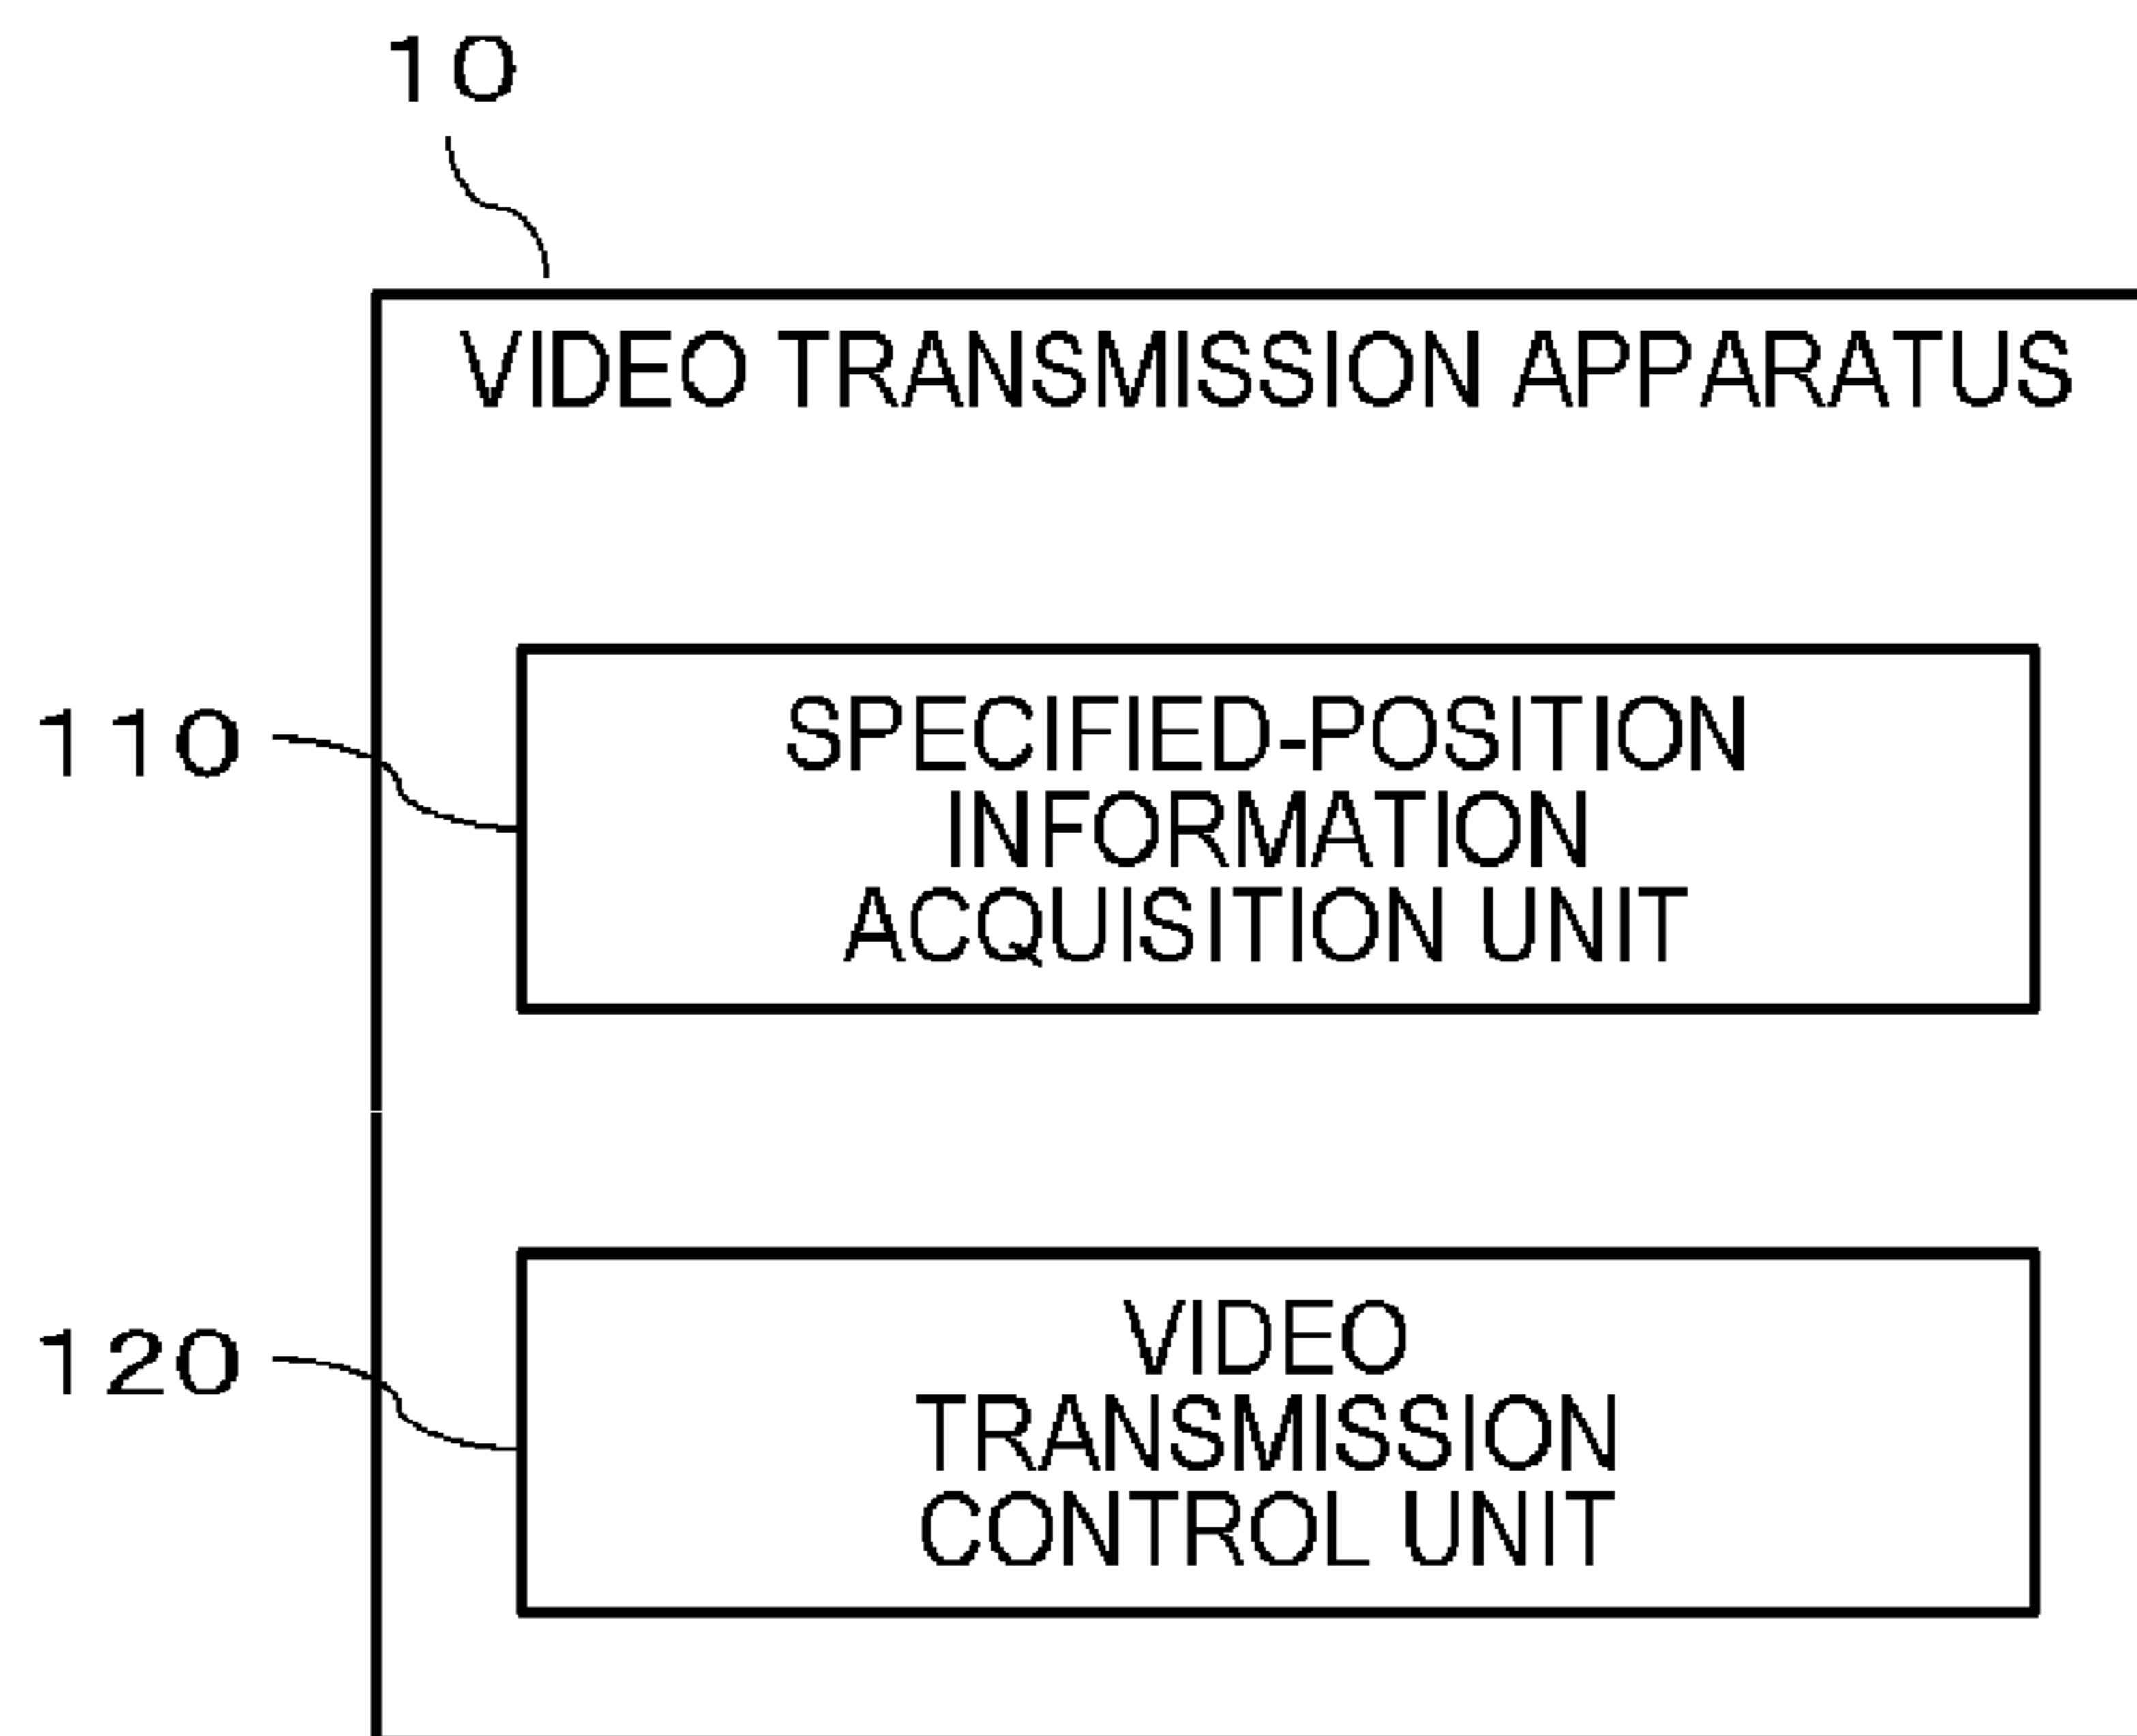 10
VIDEO TRANSMISSION APPARATUS
110
SPECIFIED-POSITION
INFORMATION
ACQUISITION UNIT
120
VIDEO
TRANSMISSION
CONTROL UNIT